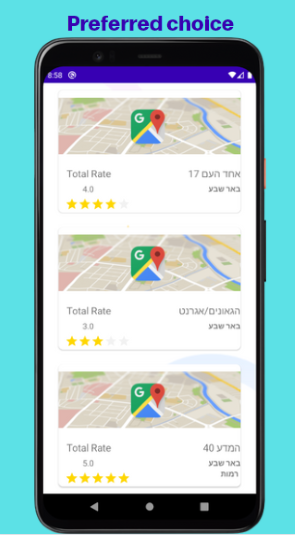 Preferred choice
8:58
G
Total Rate
אחד העם 17
4.0
באר שבע
G
Total Rate
הגאונים/אגרנט
3.0
באר שבע
G
Total Rate
המדע 40
5.0
באר שבע
רמות